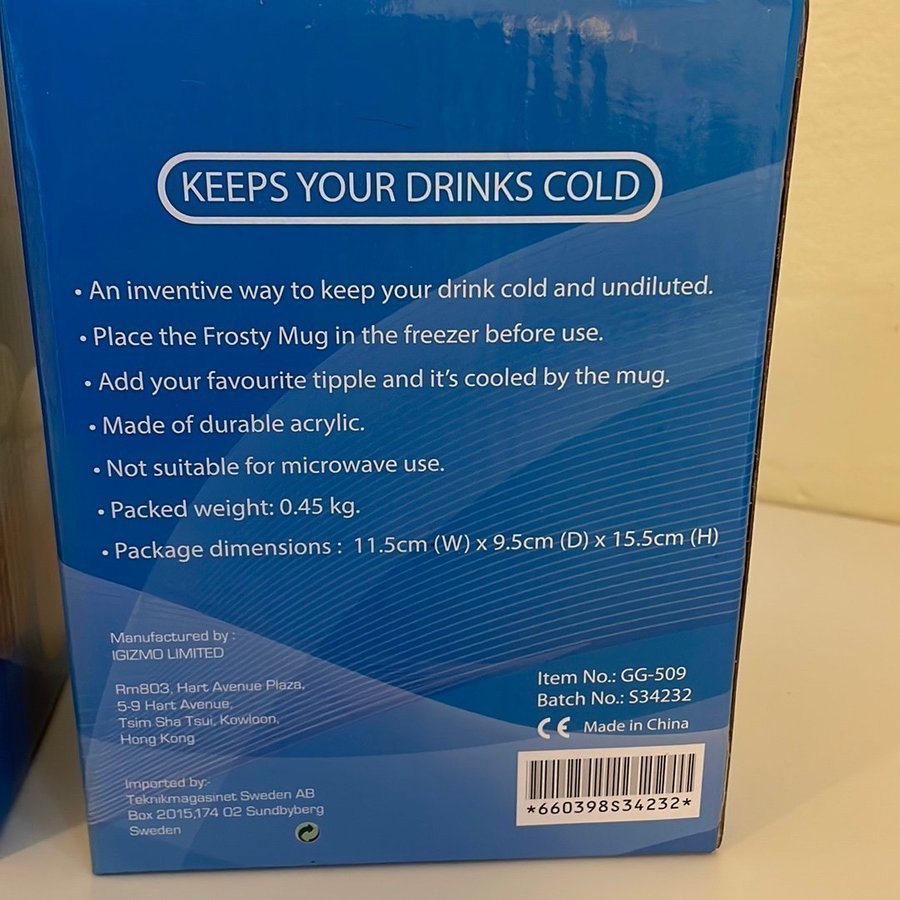 KEEPS YOUR DRINKS COLD
• An inventive way to keep your drink cold and undiluted.
• Place the Frosty Mug in the freezer before use.
• Add your favourite tipple and it's cooled by the mug.
• Made of durable acrylic.
• Not suitable for microwave use.
• Packed weight: 0.45 kg.
• Package dimensions : 11.5cm (W) x 9.5cm (D) x 15.5cm (H)
Manufactured by :
IGIZMO LIMITED
Rm803, Hart Avenue Plaza,
5-9 Hart Avenue,
Tsim Sha Tsui, Kowloon,
Hong Kong
Imported by:-
Teknikmagasinet Sweden AB
Box 2015,174 02 Sundbyberg
Sweden
Item No.: GG-509
Batch No.: S34232
CE Made in China
*660398S34232*